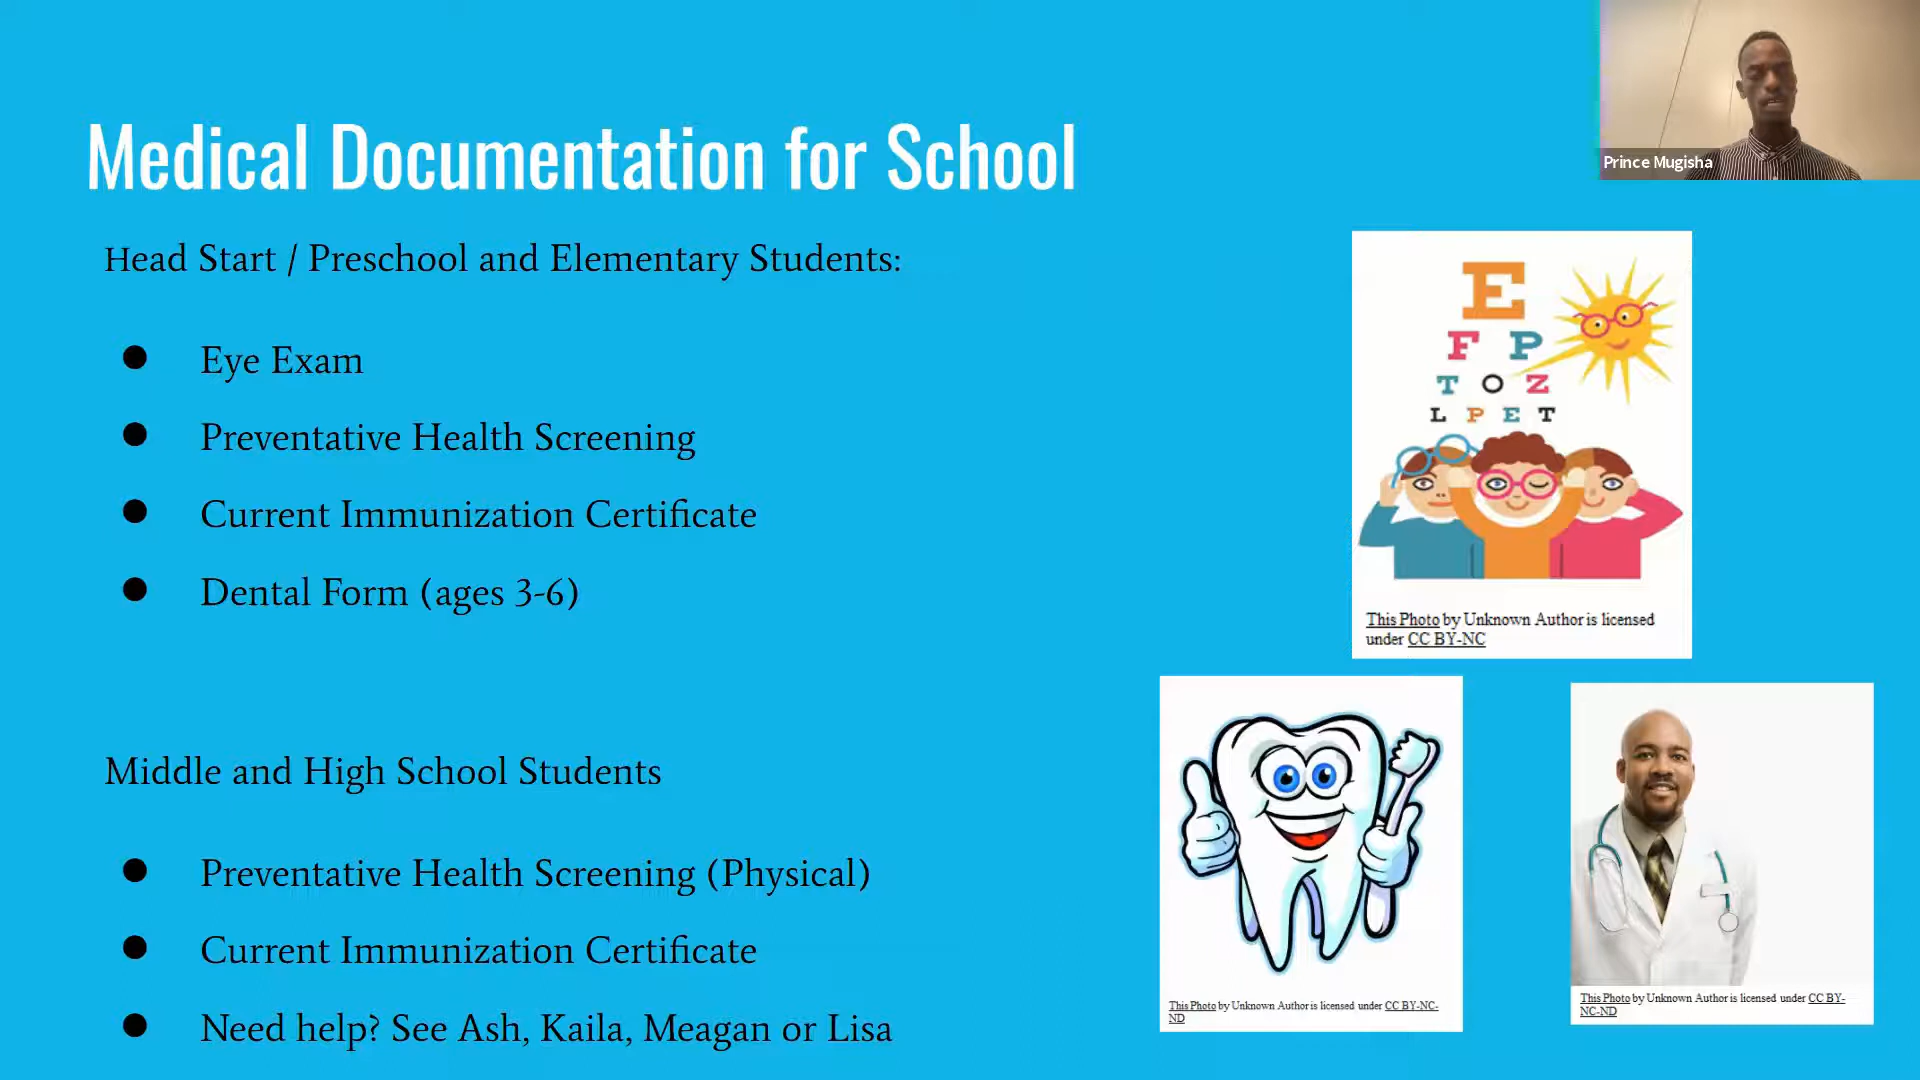 Prince Mugisha
Medical Documentation for School
Head Start / Preschool and Elementary Students:
● Eye Exam
● Preventative Health Screening
● Current Immunization Certificate
● Dental Form (ages 3-6)
Middle and High School Students
● Preventative Health Screening (Physical)
● Current Immunization Certificate
● Need help? See Ash, Kaila, Meagan or Lisa
E
F P
T O Z
L P E T
This Photo by Unknown Author is licensed
under CC BY-NC
This Photo by Unknown Author is licensed under CC BY-NC-
ND
This Photo by Unknown Author is licensed under CC BY-
NC-ND